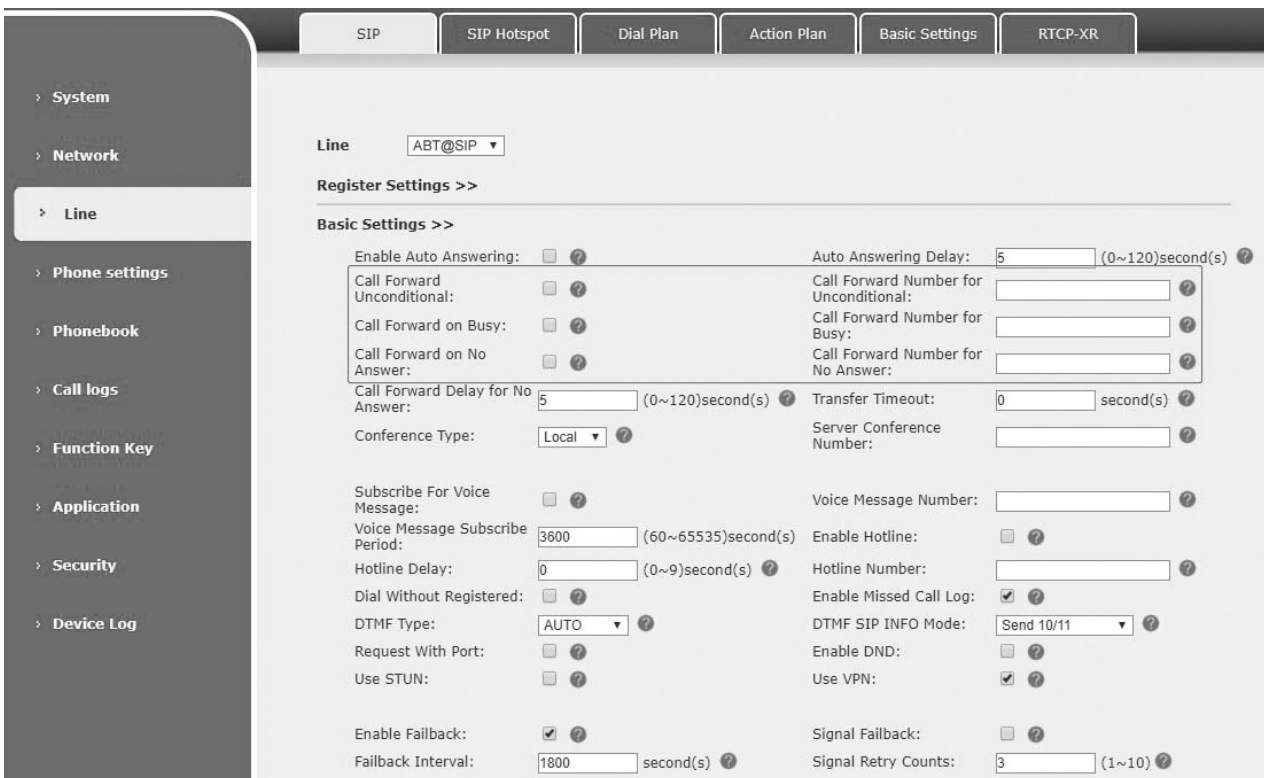 SIP SIP Hotspot Dial Plan Action Plan Basic Settings RTCP-XR
› System
› Network
› Line
› Phone settings
› Phonebook
› Call logs
› Function Key
› Application
› Security
› Device Log
Line ABT@SIP
Register Settings >>
Basic Settings >>
Enable Auto Answering: Auto Answering Delay: 5 (0~120)second(s)
Call Forward
Unconditional:
Call Forward Number for
Unconditional:
Call Forward on Busy:
Call Forward Number for
Busy:
Call Forward on No
Answer:
Call Forward Number for
No Answer:
Call Forward Delay for No
Answer:
5 (0~120)second(s) Transfer Timeout: 0 second(s)
Conference Type: Local
Server Conference
Number:
Subscribe For Voice
Message:
Voice Message Number:
Voice Message Subscribe
Period:
3600 (60~65535)second(s) Enable Hotline:
Hotline Delay: 0 (0~9)second(s) Hotline Number:
Dial Without Registered: Enable Missed Call Log:
DTMF Type: AUTO DTMF SIP INFO Mode: Send 10/11
Request With Port: Enable DND:
Use STUN: Use VPN:
Enable Failback: Signal Failback:
Failback Interval: 1800 second(s) Signal Retry Counts: 3 (1~10)